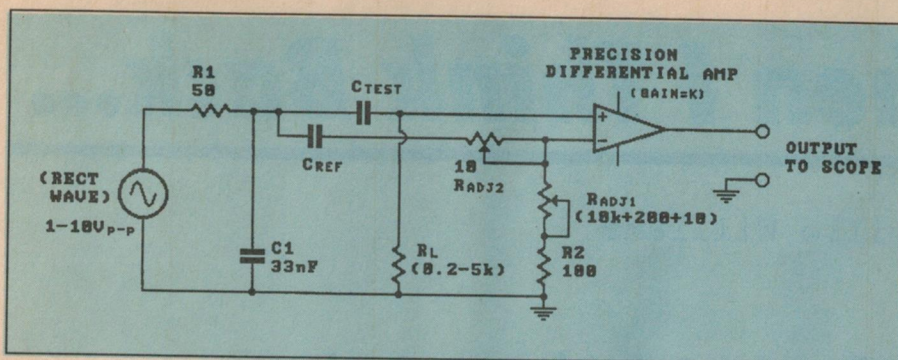 PRECISION
DIFFERENTIAL AMP
(GAIN=K)
R1
50
CTEST
CREF
10
RADJ2
+
−
OUTPUT
TO SCOPE
(RECT
WAVE)
1-10Vp-p
C1
33nF
RL
(0.2-5k)
RADJ1
(10k+200+10)
R2
100